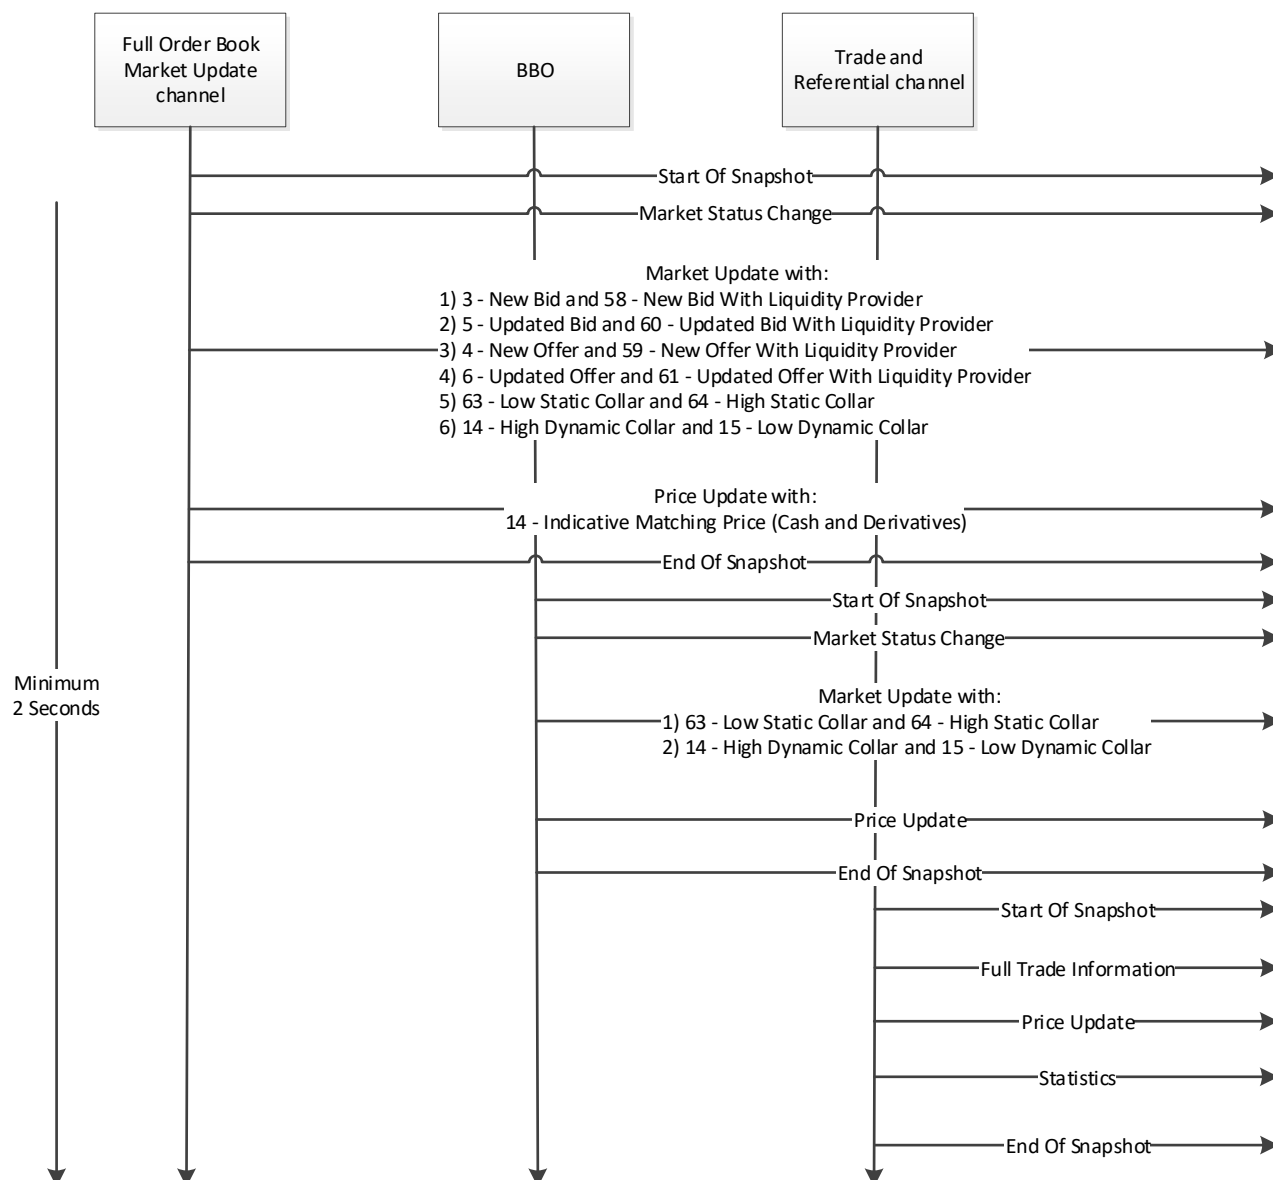 Full Order Book
Market Update
channel
BBO
Trade and
Referential channel
Start Of Snapshot
Market Status Change
Market Update with:
1) 3 - New Bid and 58 - New Bid With Liquidity Provider
2) 5 - Updated Bid and 60 - Updated Bid With Liquidity Provider
3) 4 - New Offer and 59 - New Offer With Liquidity Provider
4) 6 - Updated Offer and 61 - Updated Offer With Liquidity Provider
5) 63 - Low Static Collar and 64 - High Static Collar
6) 14 - High Dynamic Collar and 15 - Low Dynamic Collar
Price Update with:
14 - Indicative Matching Price (Cash and Derivatives)
End Of Snapshot
Start Of Snapshot
Market Status Change
Minimum
2 Seconds
Market Update with:
1) 63 - Low Static Collar and 64 - High Static Collar
2) 14 - High Dynamic Collar and 15 - Low Dynamic Collar
Price Update
End Of Snapshot
Start Of Snapshot
Full Trade Information
Price Update
Statistics
End Of Snapshot